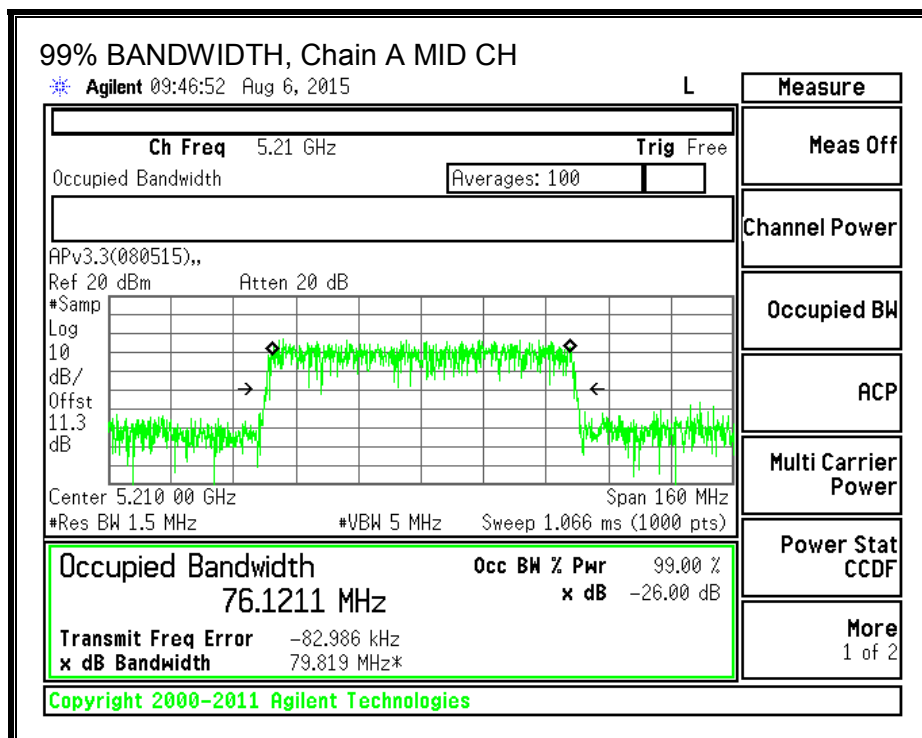 99% BANDWIDTH, Chain A MID CH
Agilent 09:46:52 Aug 6, 2015 L
Measure
Ch Freq 5.21 GHz Trig Free
Occupied Bandwidth Averages: 100
APv3.3(080515),,
Ref 20 dBm Atten 20 dB
#Samp
Log
10
dB/
Offst
11.3
dB
Center 5.210 00 GHz Span 160 MHz
#Res BW 1.5 MHz #VBW 5 MHz Sweep 1.066 ms (1000 pts)
Occupied Bandwidth Occ BW % Pwr 99.00 %
76.1211 MHz x dB -26.00 dB
Transmit Freq Error -82.986 kHz
x dB Bandwidth 79.819 MHz*
Meas Off
Channel Power
Occupied BW
ACP
Multi Carrier
Power
Power Stat
CCDF
More
1 of 2
Copyright 2000-2011 Agilent Technologies